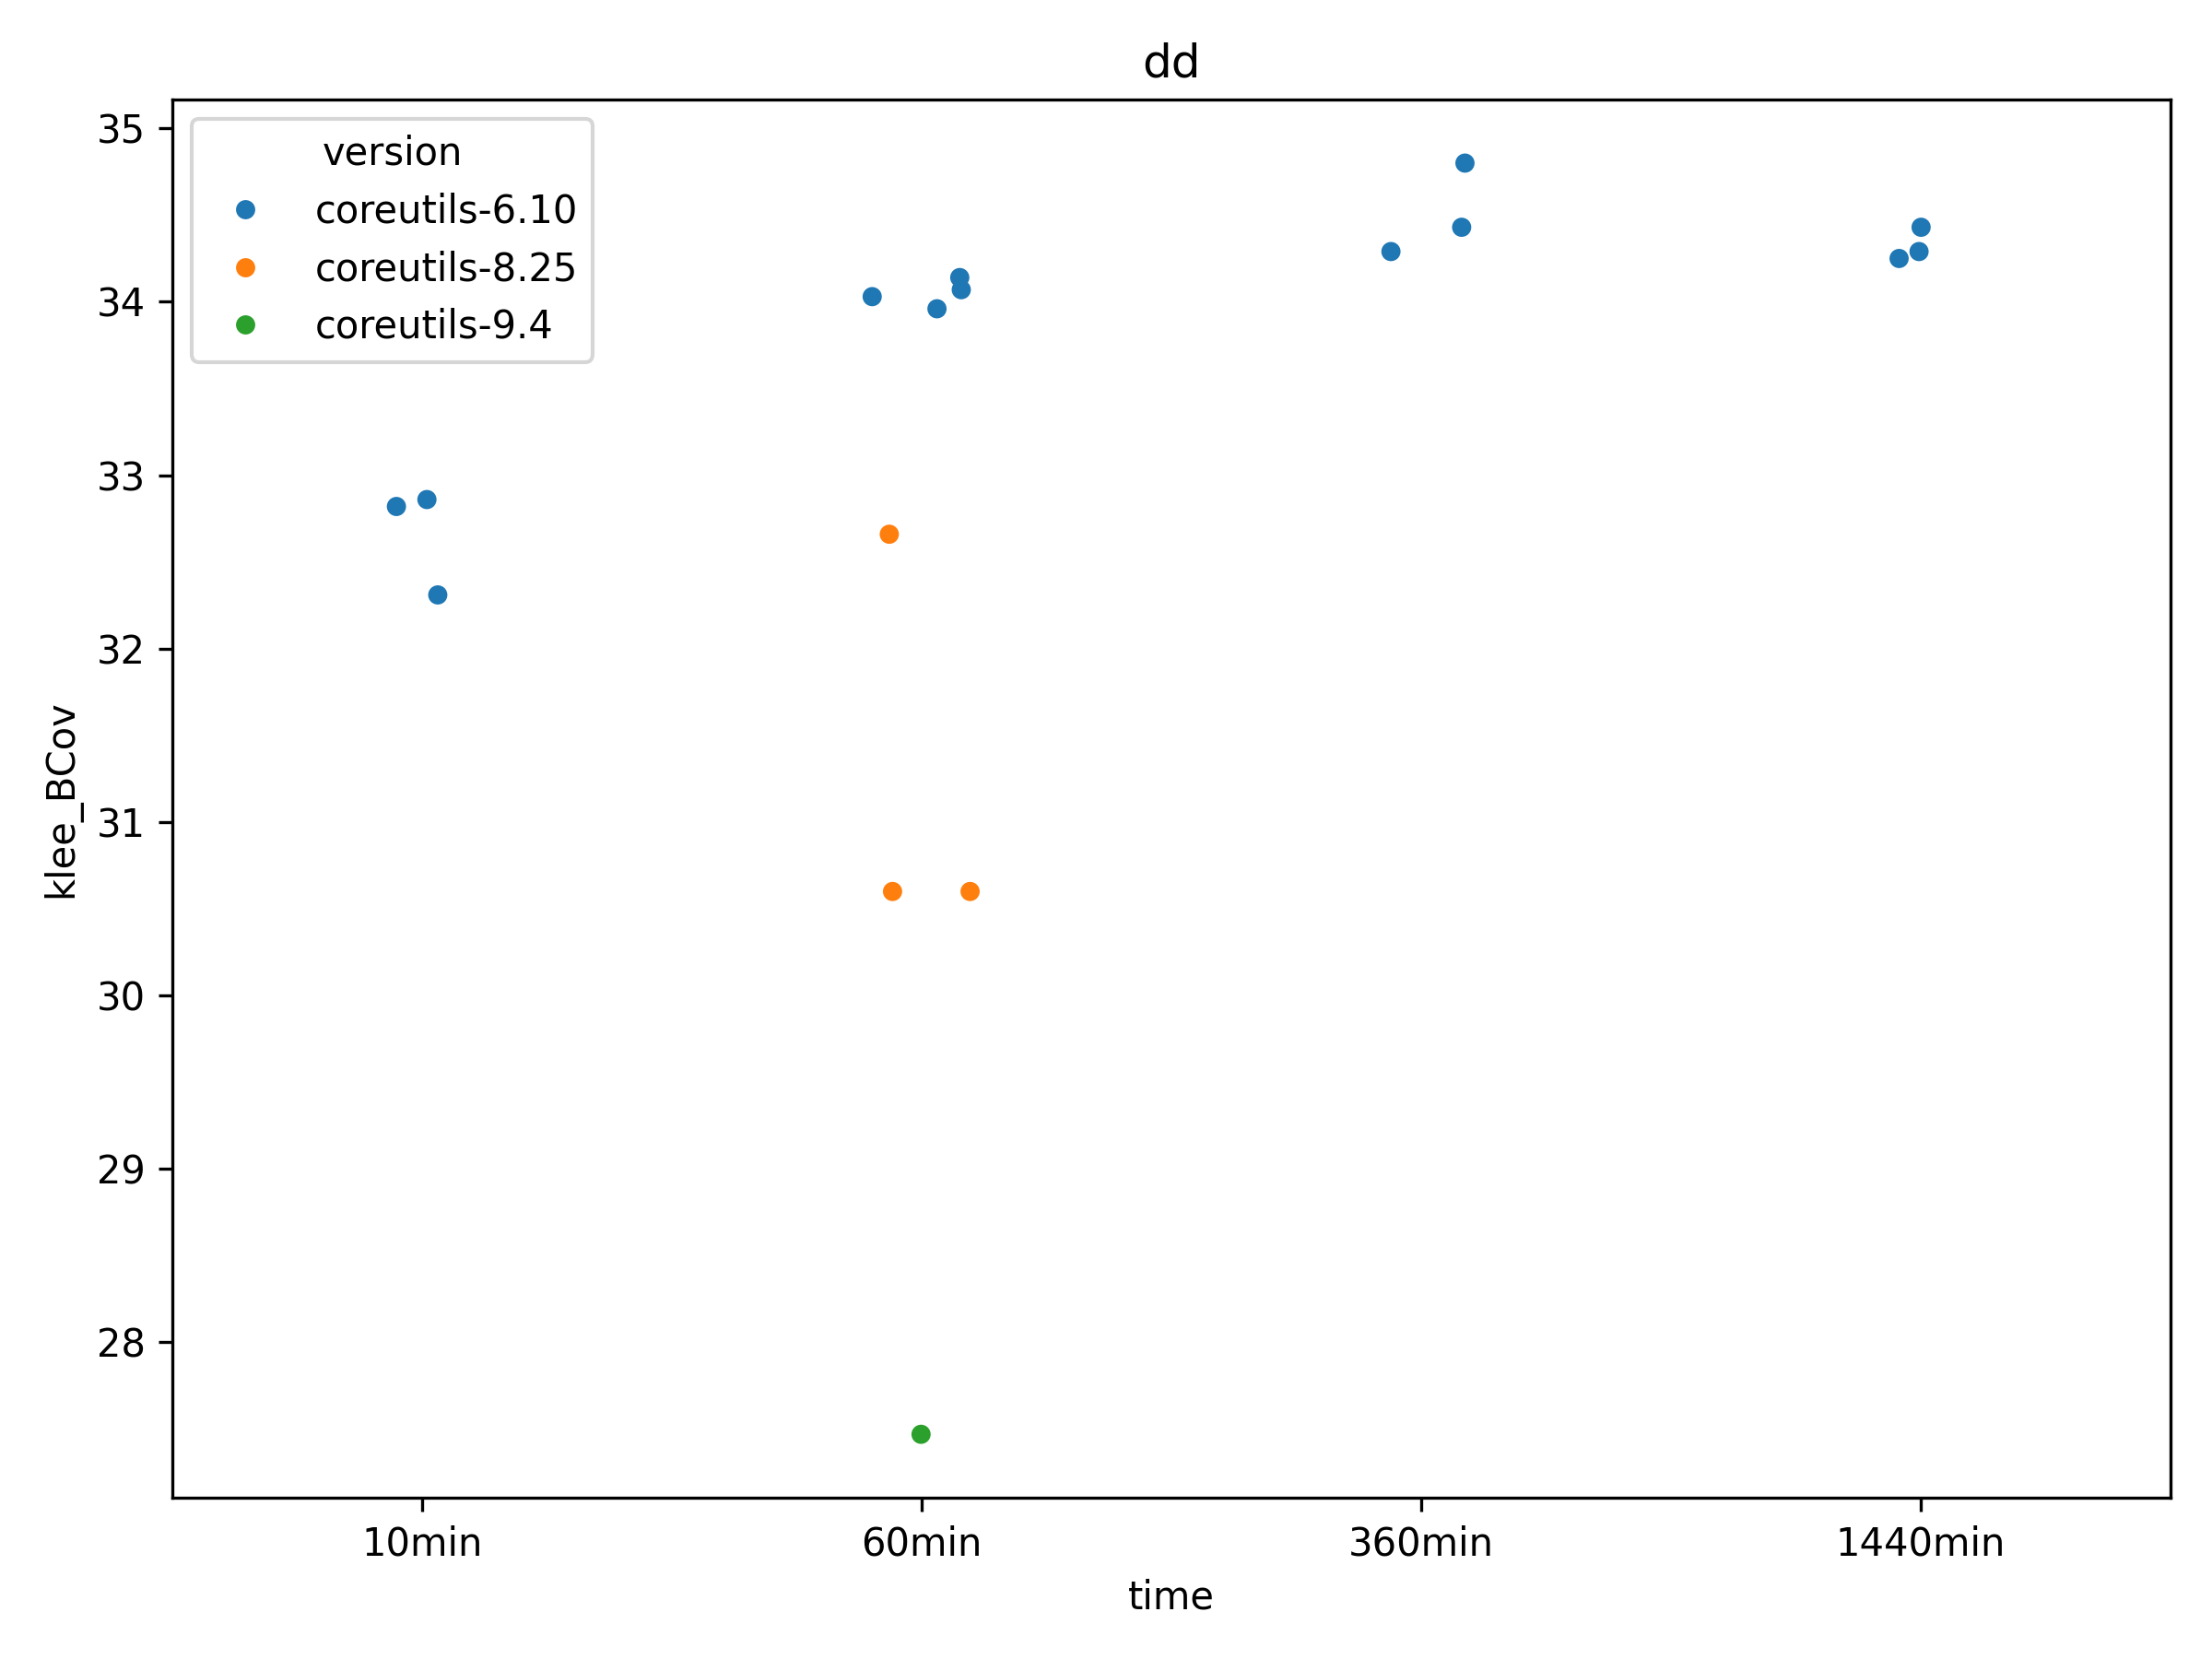 dd
version
coreutils-6.10
coreutils-8.25
coreutils-9.4
35
34
33
32
31
30
29
28
klee_BCov
10min
60min
360min
1440min
time